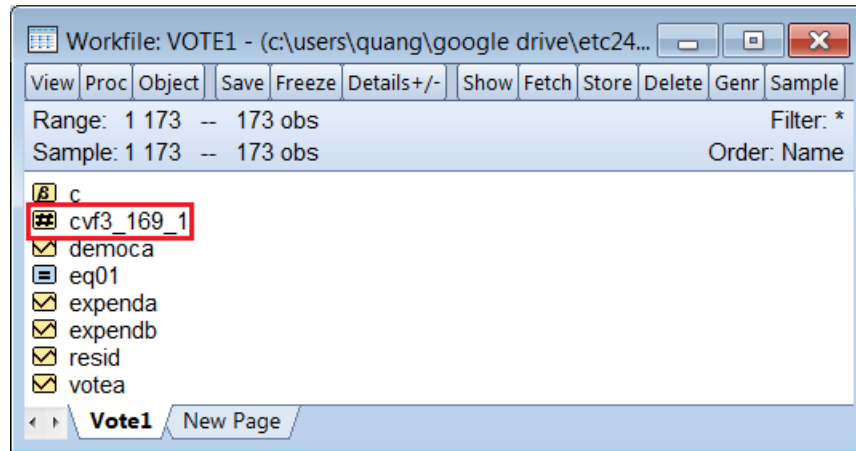 Workfile: VOTE1 - (c:\users\quang\google drive\etc24...
View Proc Object Save Freeze Details+/- Show Fetch Store Delete Genr Sample
Range: 1 173 -- 173 obs Filter: *
Sample: 1 173 -- 173 obs Order: Name
β c
# cvf3_169_1
democa
= eq01
expenda
expendb
resid
votea
Vote1 New Page